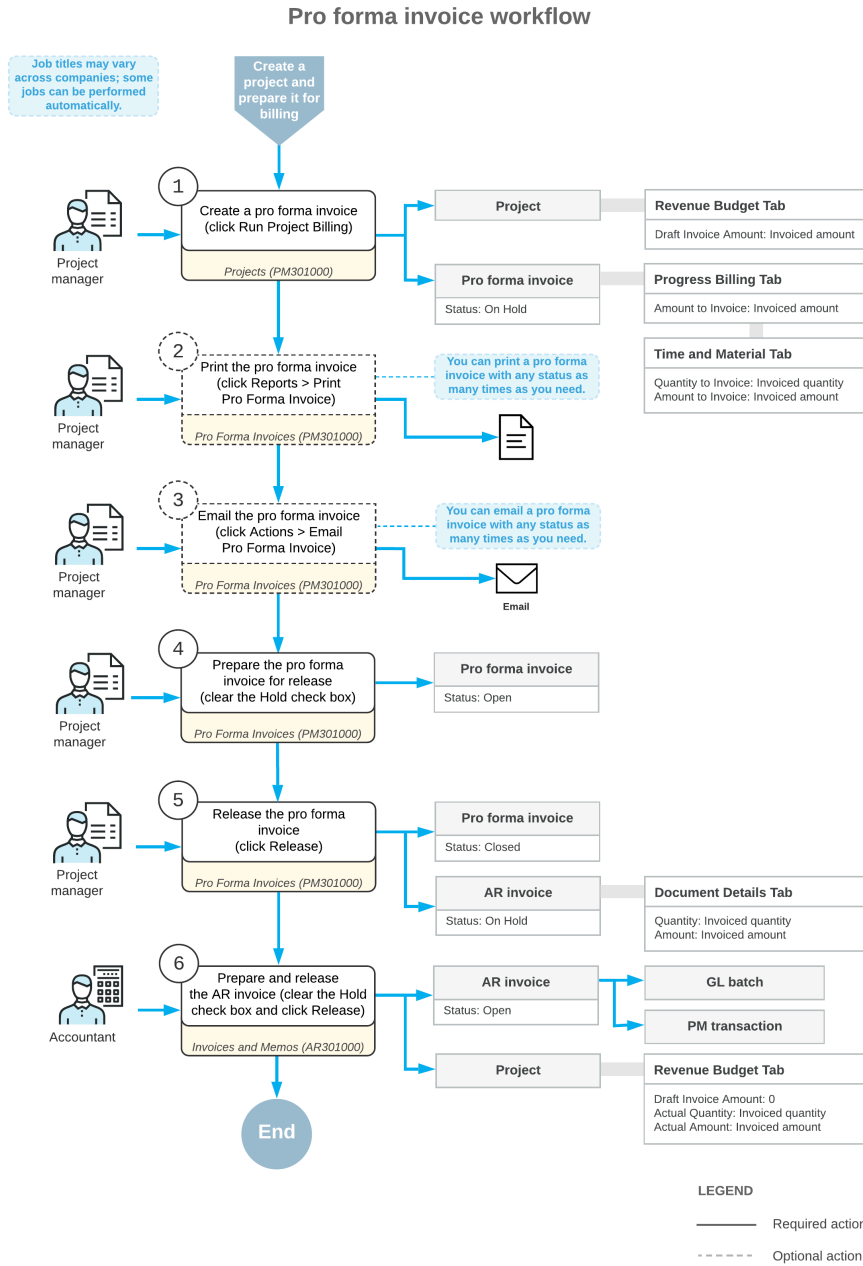 Pro forma invoice workflow
Job titles may vary
across companies; some
jobs can be performed
automatically.
Create a
project and
prepare it for
billing
1
Create a pro forma invoice
(click Run Project Billing)
Projects (PM301000)
Project
manager
Project
Revenue Budget Tab
Draft Invoice Amount: Invoiced amount
Pro forma invoice
Status: On Hold
Progress Billing Tab
Amount to Invoice: Invoiced amount
Time and Material Tab
Quantity to Invoice: Invoiced quantity
Amount to Invoice: Invoiced amount
2
Print the pro forma invoice
(click Reports > Print
Pro Forma Invoice)
Pro Forma Invoices (PM301000)
Project
manager
You can print a pro forma
invoice with any status as
many times as you need.
3
Email the pro forma invoice
(click Actions > Email
Pro Forma Invoice)
Pro Forma Invoices (PM301000)
Project
manager
You can email a pro forma
invoice with any status as
many times as you need.
Email
4
Prepare the pro forma
invoice for release
(clear the Hold check box)
Pro Forma Invoices (PM301000)
Project
manager
Pro forma invoice
Status: Open
5
Release the pro forma
invoice
(click Release)
Pro Forma Invoices (PM301000)
Project
manager
Pro forma invoice
Status: Closed
AR invoice
Status: On Hold
Document Details Tab
Quantity: Invoiced quantity
Amount: Invoiced amount
6
Prepare and release
the AR invoice (clear the Hold
check box and click Release)
Invoices and Memos (AR301000)
Accountant
AR invoice
Status: Open
GL batch
PM transaction
Project
Revenue Budget Tab
Draft Invoice Amount: 0
Actual Quantity: Invoiced quantity
Actual Amount: Invoiced amount
End
LEGEND
Required action
Optional action